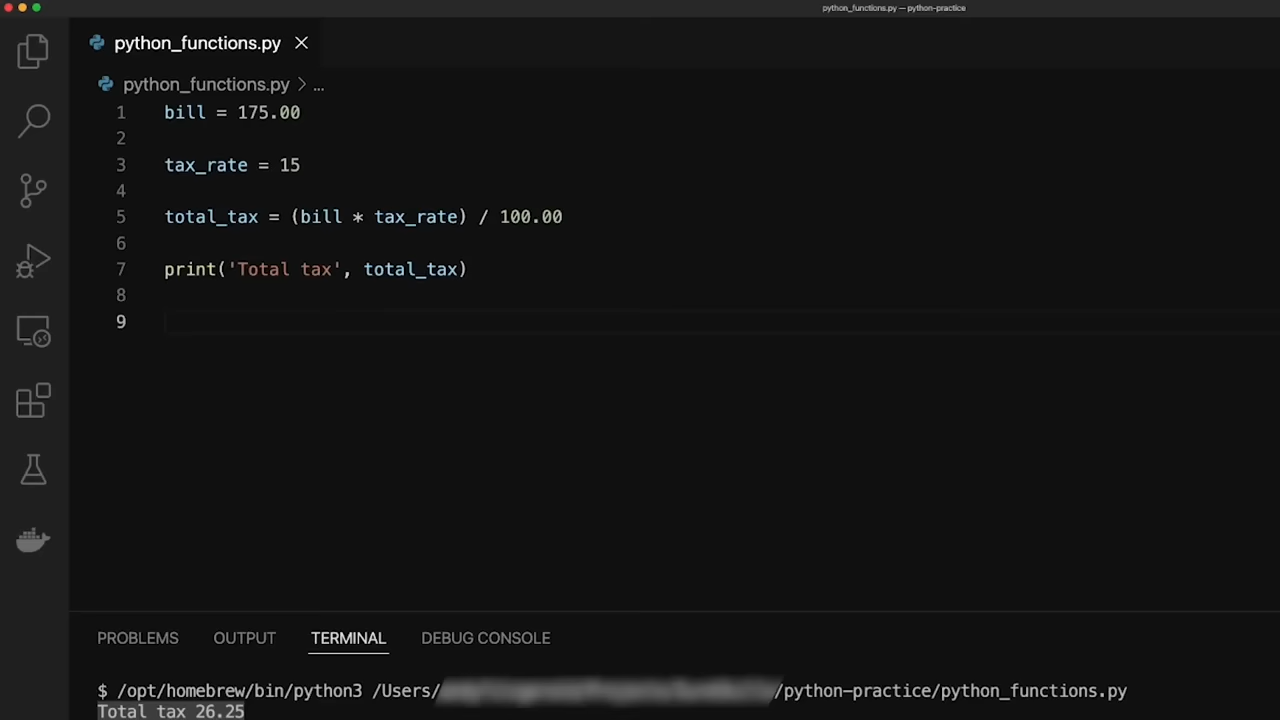 python_functions.py — python-practice
python_functions.py
python_functions.py > ...
1 bill = 175.00
2
3 tax_rate = 15
4
5 total_tax = (bill * tax_rate) / 100.00
6
7 print('Total tax', total_tax)
8
9
PROBLEMS OUTPUT TERMINAL DEBUG CONSOLE
$ /opt/homebrew/bin/python3 /Users/ /python-practice/python_functions.py
Total tax 26.25